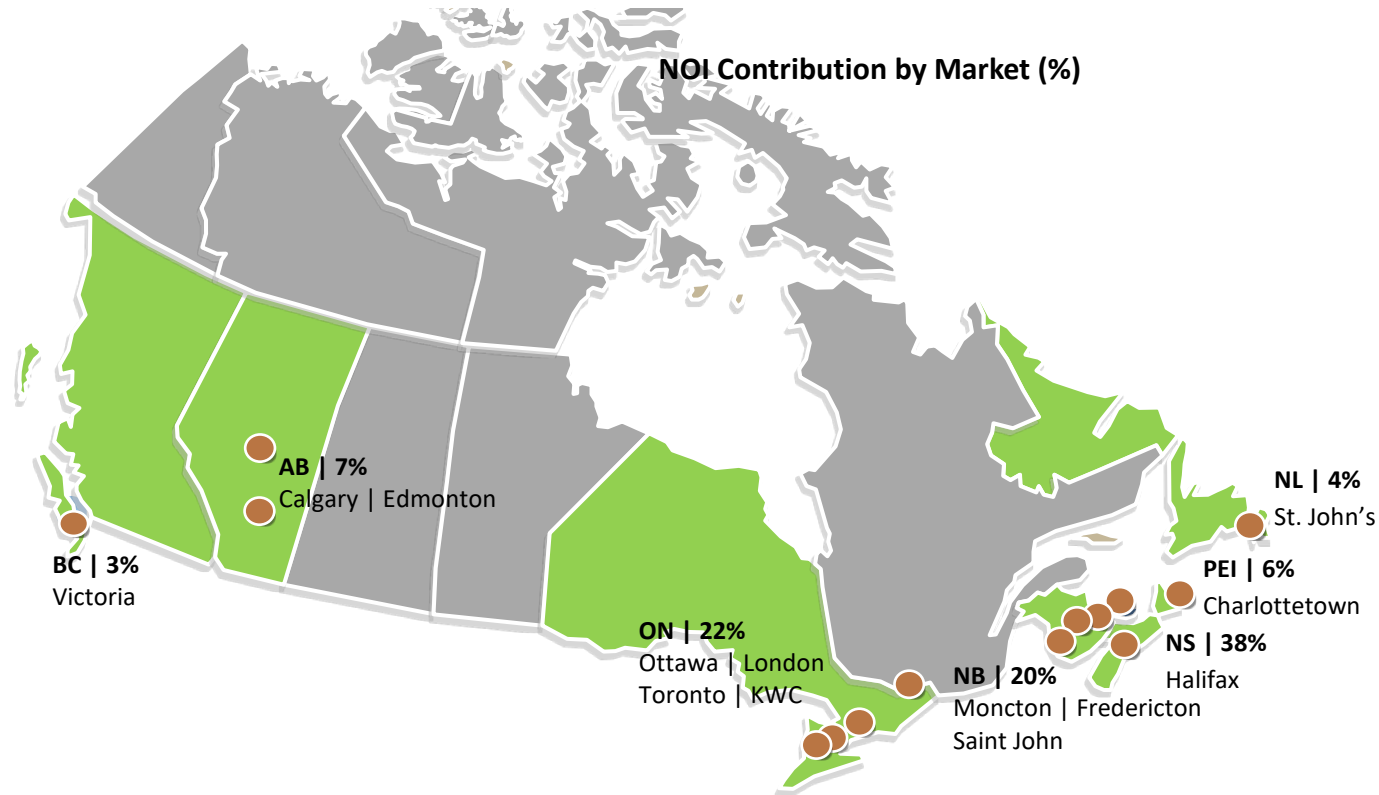 NOI Contribution by Market (%)
AB | 7%
Calgary | Edmonton
BC | 3%
Victoria
ON | 22%
Ottawa | London
Toronto | KWC
NB | 20%
Moncton | Fredericton
Saint John
NL | 4%
St. John’s
PEI | 6%
Charlottetown
NS | 38%
Halifax